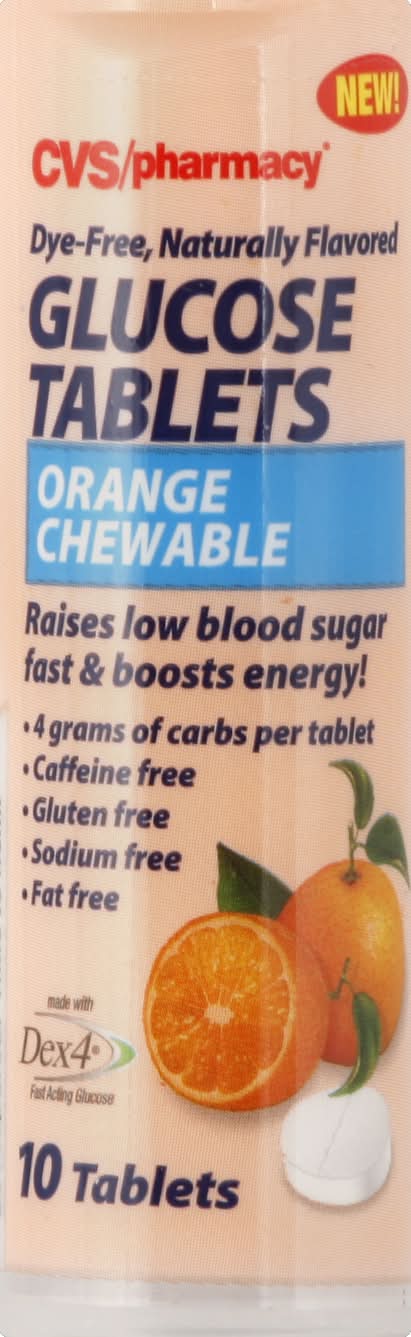 NEW!
CVS/pharmacy®
Dye-Free, Naturally Flavored
GLUCOSE
TABLETS
ORANGE
CHEWABLE
Raises low blood sugar
fast & boosts energy!
•4 grams of carbs per tablet
•Caffeine free
•Gluten free
•Sodium free
•Fat free
made with
Dex4®
Fast Acting Glucose
10 Tablets